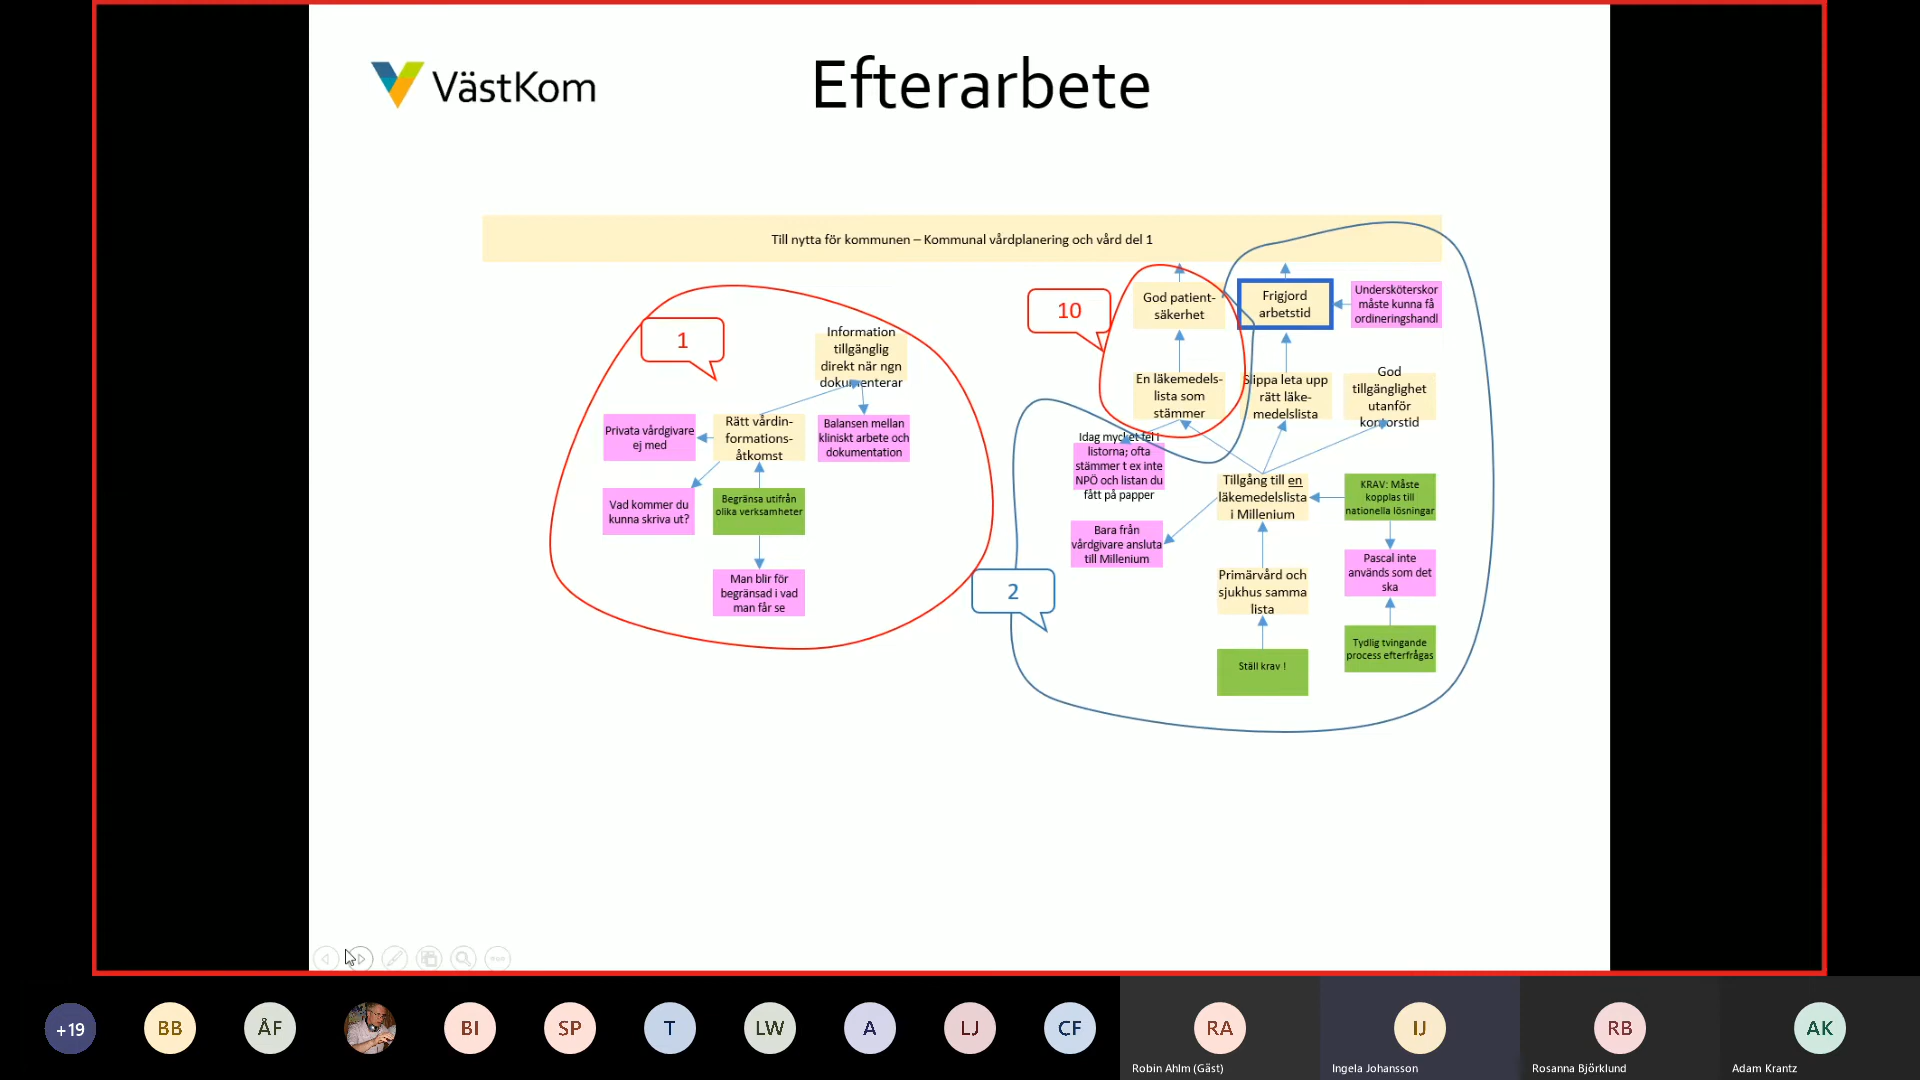 VästKom
Efterarbete
Till nytta för kommunen – Kommunal vårdplanering och vård del 1
1
Information
tillgänglig
direkt när ngn
dokumenterar
Privata vårdgivare
ej med
Rätt vårdin-
formations-
åtkomst
Balansen mellan
kliniskt arbete och
dokumentation
Vad kommer du
kunna skriva ut?
Begränsa utifrån
olika verksamheter
Man blir för
begränsad i vad
man får se
10
God patient-
säkerhet
Frigjord
arbetstid
Undersköterskor
måste kunna få
ordineringshandl
En läkemedels-
lista som
stämmer
Slippa leta upp
rätt läke-
medelslista
God
tillgänglighet
utanför
kontorstid
Idag mycket fel i
listorna; ofta
stämmer t ex inte
NPÖ och listan du
fått på papper
Tillgång till en
läkemedelslista
i Millenium
KRAV: Måste
kopplas till
nationella lösningar
Bara från
vårdgivare ansluta
till Millenium
2
Primärvård och
sjukhus samma
lista
Pascal inte
används som det
ska
Ställ krav !
Tydlig tvingande
process efterfrågas
+19
BB
ÅF
BI
SP
T
LW
A
LJ
CF
RA
IJ
RB
AK
Robin Ahlm (Gäst)
Ingela Johansson
Rosanna Björklund
Adam Krantz